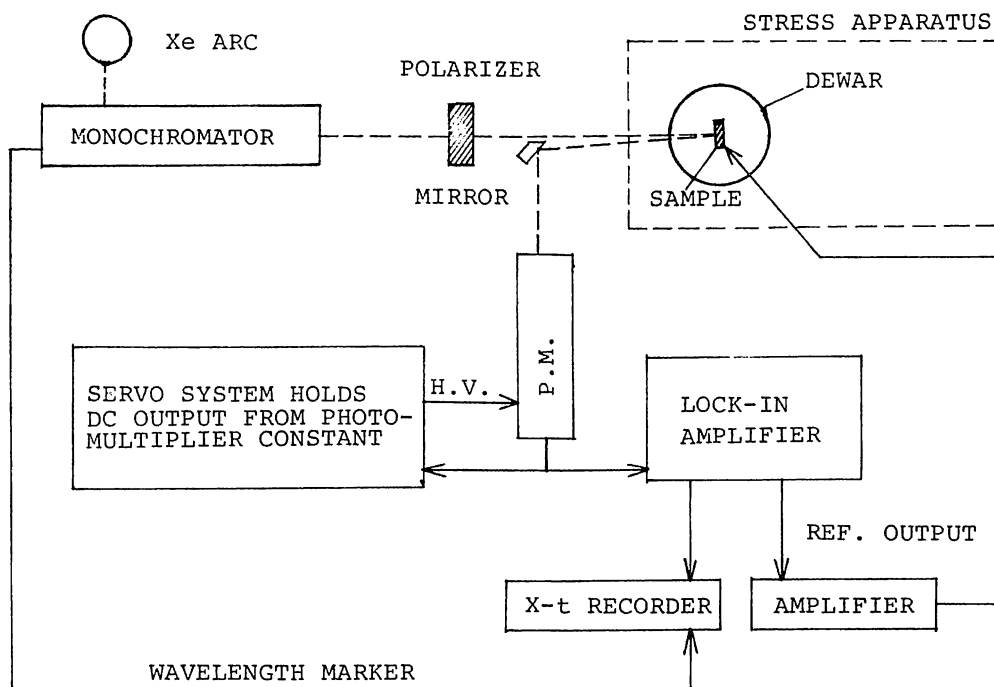 STRESS APPARATUS
Xe ARC
POLARIZER
DEWAR
MONOCHROMATOR
MIRROR
SAMPLE
P.M.
SERVO SYSTEM HOLDS
DC OUTPUT FROM PHOTO-
MULTIPLIER CONSTANT
H.V.
LOCK-IN
AMPLIFIER
REF. OUTPUT
X-t RECORDER
AMPLIFIER
WAVELENGTH MARKER